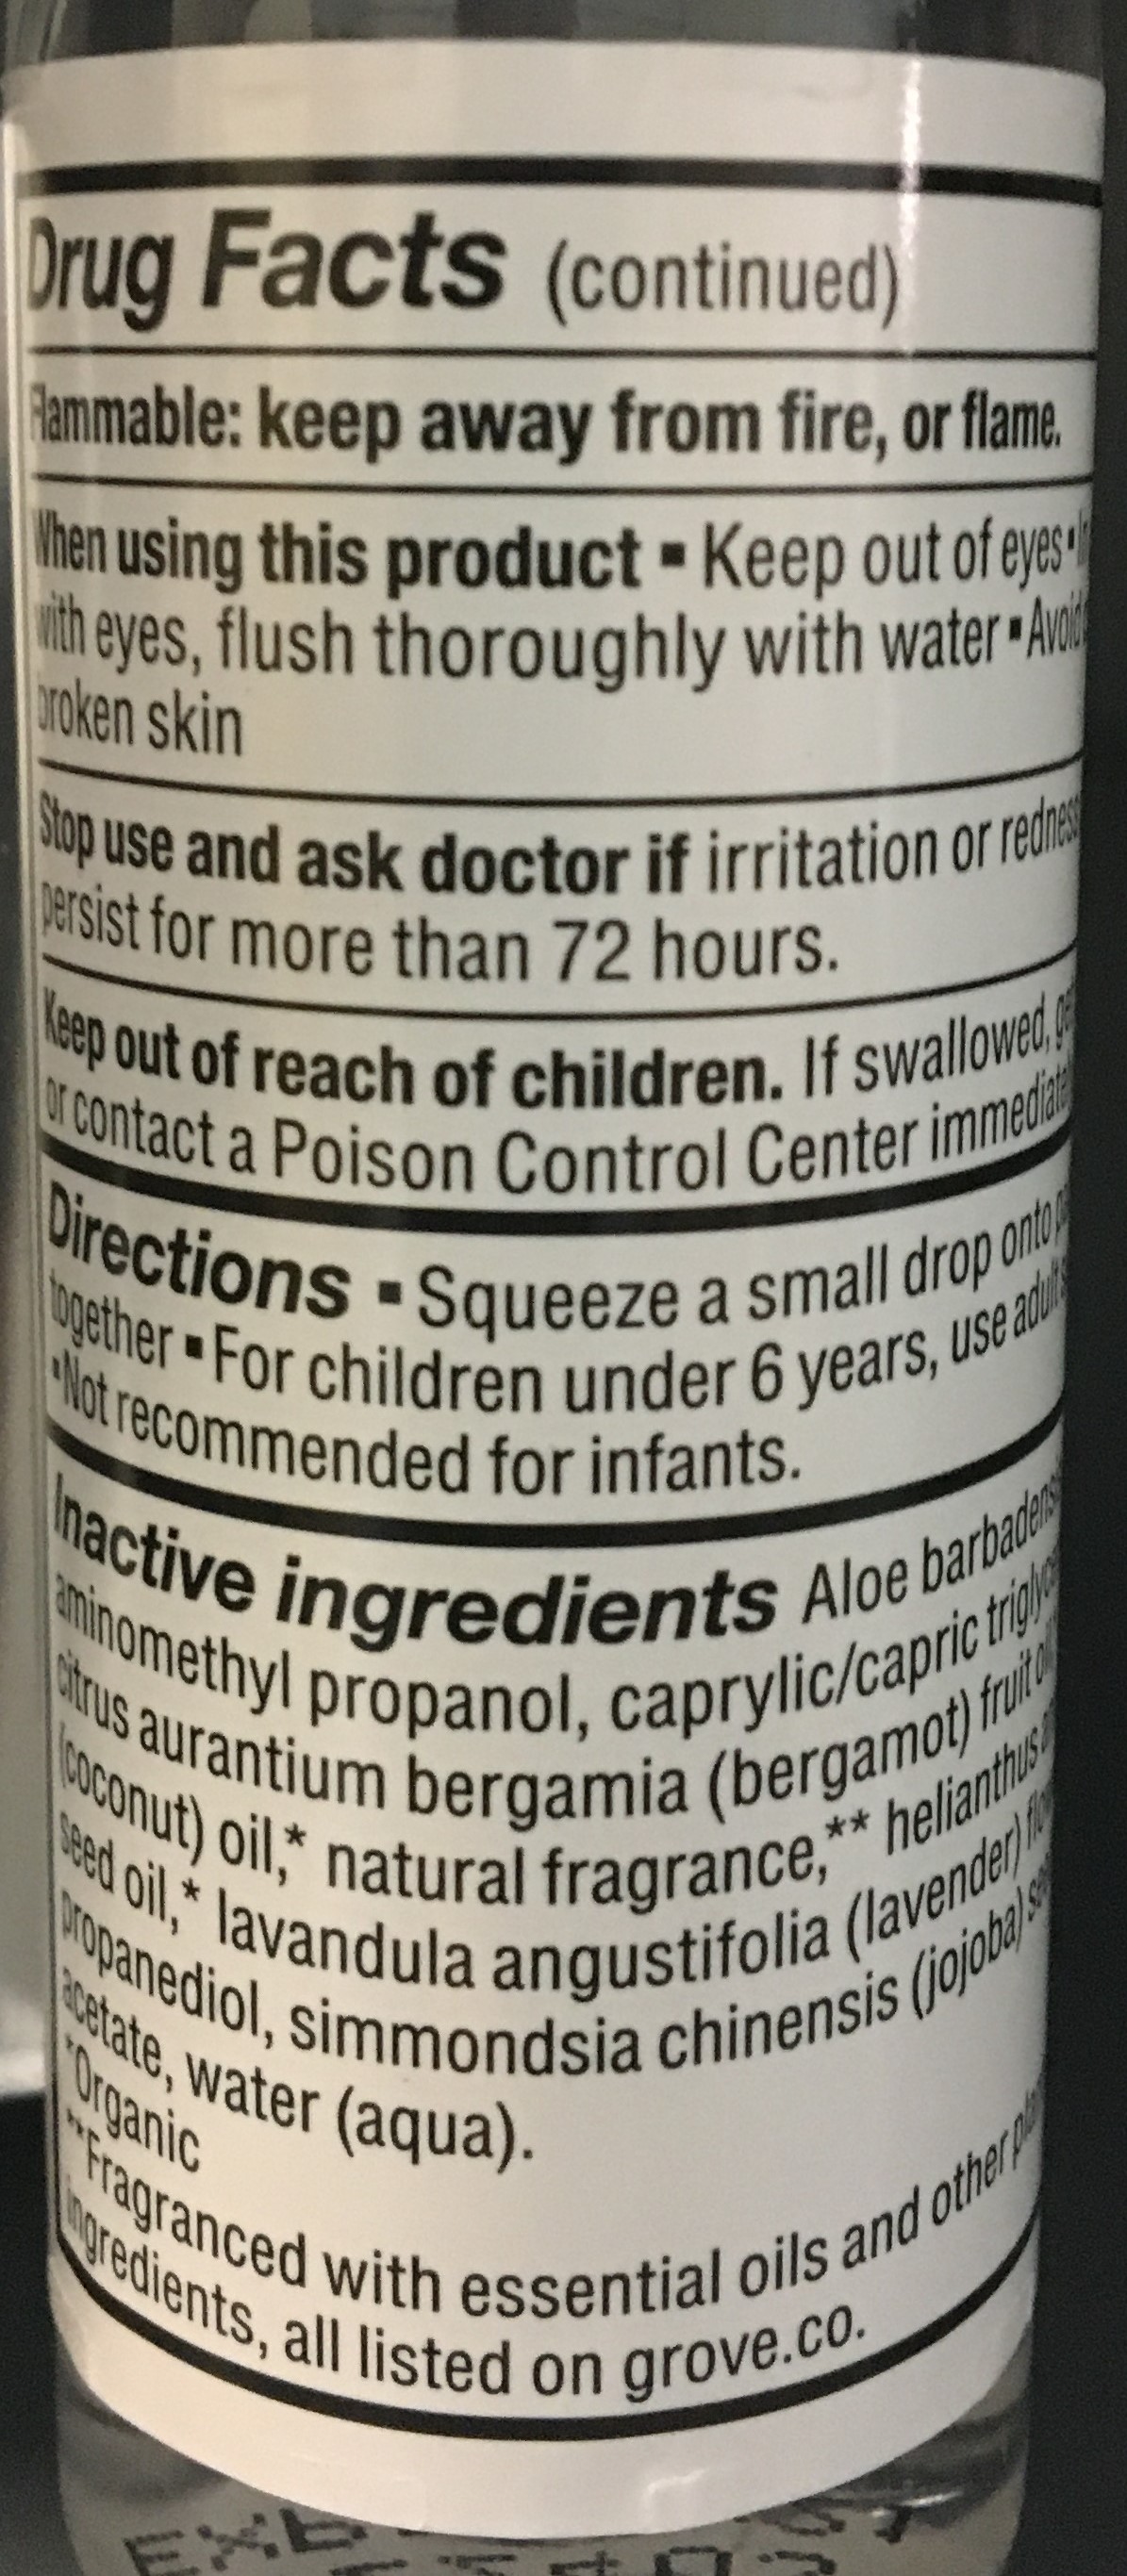 Drug Facts (continued)
Flammable: keep away from fire, or flame.
When using this product ▪ Keep out of eyes ▪
with eyes, flush thoroughly with water ▪ Avoid
broken skin
Stop use and ask doctor if irritation or redness
persist for more than 72 hours.
Keep out of reach of children. If swallowed,
or contact a Poison Control Center
Directions ▪ Squeeze a small drop onto
together ▪ For children under 6 years, use adult
▪Not recommended for infants.
Inactive ingredients Aloe
aminomethyl propanol, caprylic/capric
citrus aurantium bergamia (bergamot) fruit
(coconut) oil,* natural fragrance,** helianthus
seed oil,* lavandula angustifolia (lavender)
propanediol, simmondsia chinensis (jojoba)
acetate, water (aqua).
*Organic
**Fragranced with essential oils and other
ingredients, all listed on grove.co.